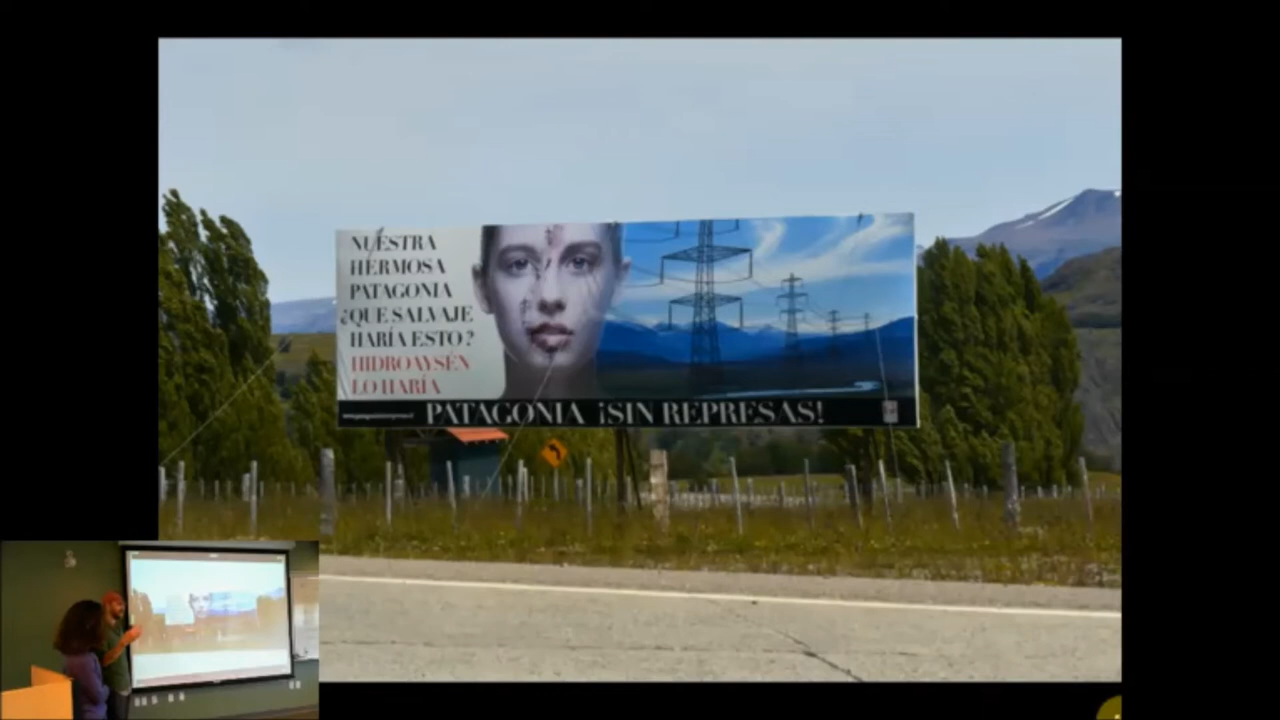 NUESTRA
HERMOSA
PATAGONIA
¿QUE SALVAJE
HARÍA ESTO?
HIDROAYSÉN
LO HARÍA
PATAGONIA ¡SIN REPRESAS!